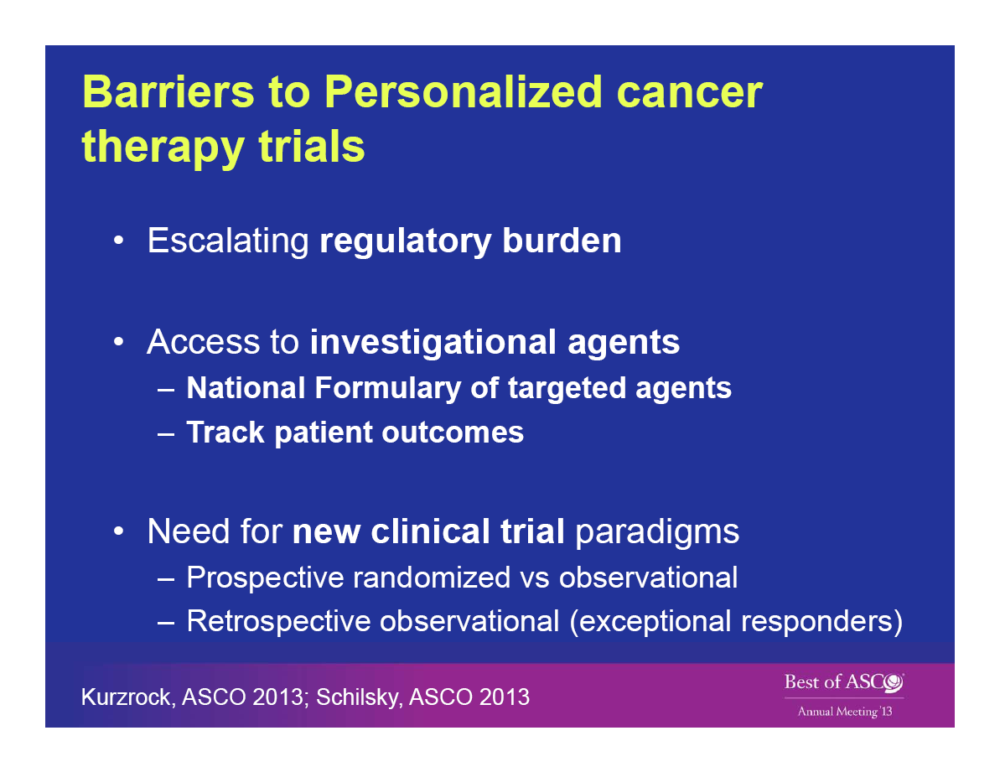 Barriers to Personalized cancer
therapy trials
• Escalating regulatory burden
• Access to investigational agents
– National Formulary of targeted agents
– Track patient outcomes
• Need for new clinical trial paradigms
– Prospective randomized vs observational
– Retrospective observational (exceptional responders)
Kurzrock, ASCO 2013; Schilsky, ASCO 2013
Best of ASCO®
Annual Meeting '13